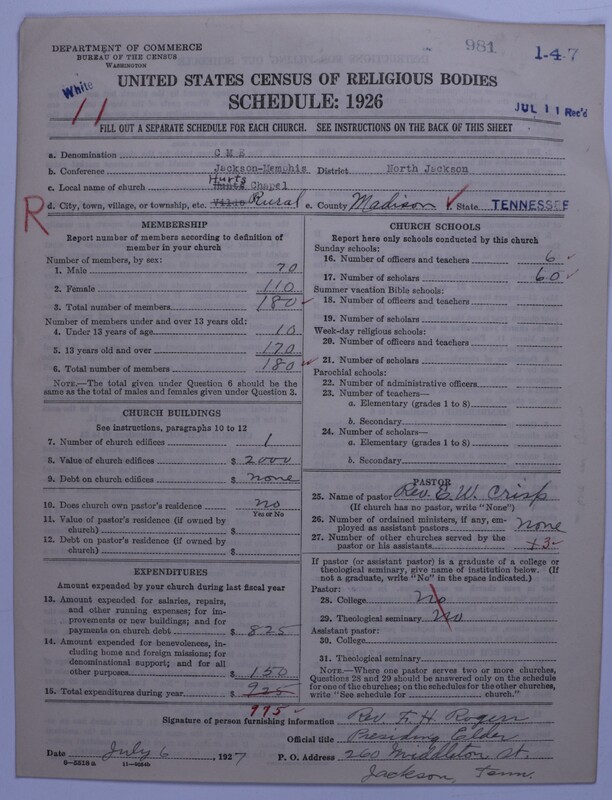 DEPARTMENT OF COMMERCE
BUREAU OF THE CENSUS
WASHINGTON
981
1-4-7
White
11
UNITED STATES CENSUS OF RELIGIOUS BODIES
SCHEDULE: 1926
JUL 11 Rec'd
FILL OUT A SEPARATE SCHEDULE FOR EACH CHURCH. SEE INSTRUCTIONS ON THE BACK OF THIS SHEET
a. Denomination C M E
b. Conference Jackson-Memphis District North Jackson
c. Local name of church Hurts Chapel
R
d. City, town, village, or township, etc. Rural e. County Madison f. State TENNESSEE
MEMBERSHIP
Report number of members according to definition of member in your church
Number of members, by sex:
1. Male 70
2. Female 110
3. Total number of members 180
Number of members under and over 13 years old:
4. Under 13 years of age 10
5. 13 years old and over 170
6. Total number of members 180
NOTE.—The total given under Question 6 should be
same as the total of males and females given under Question 3.
CHURCH BUILDINGS
See instructions, paragraphs 10 to 12
7. Number of church edifices 1
8. Value of church edifices $ 2000
9. Debt on church edifices $ none
10. Does church own pastor's residence no
Yes or No
11. Value of pastor's residence (if owned by
church) $
12. Debt on pastor's residence (if owned by
church) $
EXPENDITURES
Amount expended by your church during last fiscal year
13. Amount expended for salaries, repairs,
and other running expenses; for im-
provements or new buildings; and for
payments on church debt $ 825
14. Amount expended for benevolences, in-
cluding home and foreign missions; for
denominational support; and for all
other purposes $ 150
15. Total expenditures during year $ 925
975
CHURCH SCHOOLS
Report here only schools conducted by this church
Sunday schools:
16. Number of officers and teachers 6
17. Number of scholars 60
Summer vacation Bible schools:
18. Number of officers and teachers
19. Number of scholars
Week-day religious schools:
20. Number of officers and teachers
21. Number of scholars
Parochial schools:
22. Number of administrative officers
23. Number of teachers—
a. Elementary (grades 1 to 8)
b. Secondary
24. Number of scholars—
a. Elementary (grades 1 to 8)
b. Secondary
PASTOR
25. Name of pastor Rev. E. W. Crisp
(If church has no pastor, write "None")
26. Number of ordained ministers, if any, em-
ployed as assistant pastors none
27. Number of other churches served by the
pastor or his assistants 3
If pastor (or assistant pastor) is a graduate of a college or
theological seminary, give name of institution below. (If
not a graduate, write "No" in the space indicated.)
Pastor:
28. College no
29. Theological seminary no
Assistant pastor:
30. College
31. Theological seminary
NOTE.—Where one pastor serves two or more churches,
Questions 28 and 29 should be answered only on the schedule
for one of the churches; on the schedules for the other churches,
write "See schedule for church."
Signature of person furnishing information Rev. F. H. Rogers
Official title Presiding Elder
Date July 6, 1927 P. O. Address 260 Middleton St.
Jackson, Tenn.